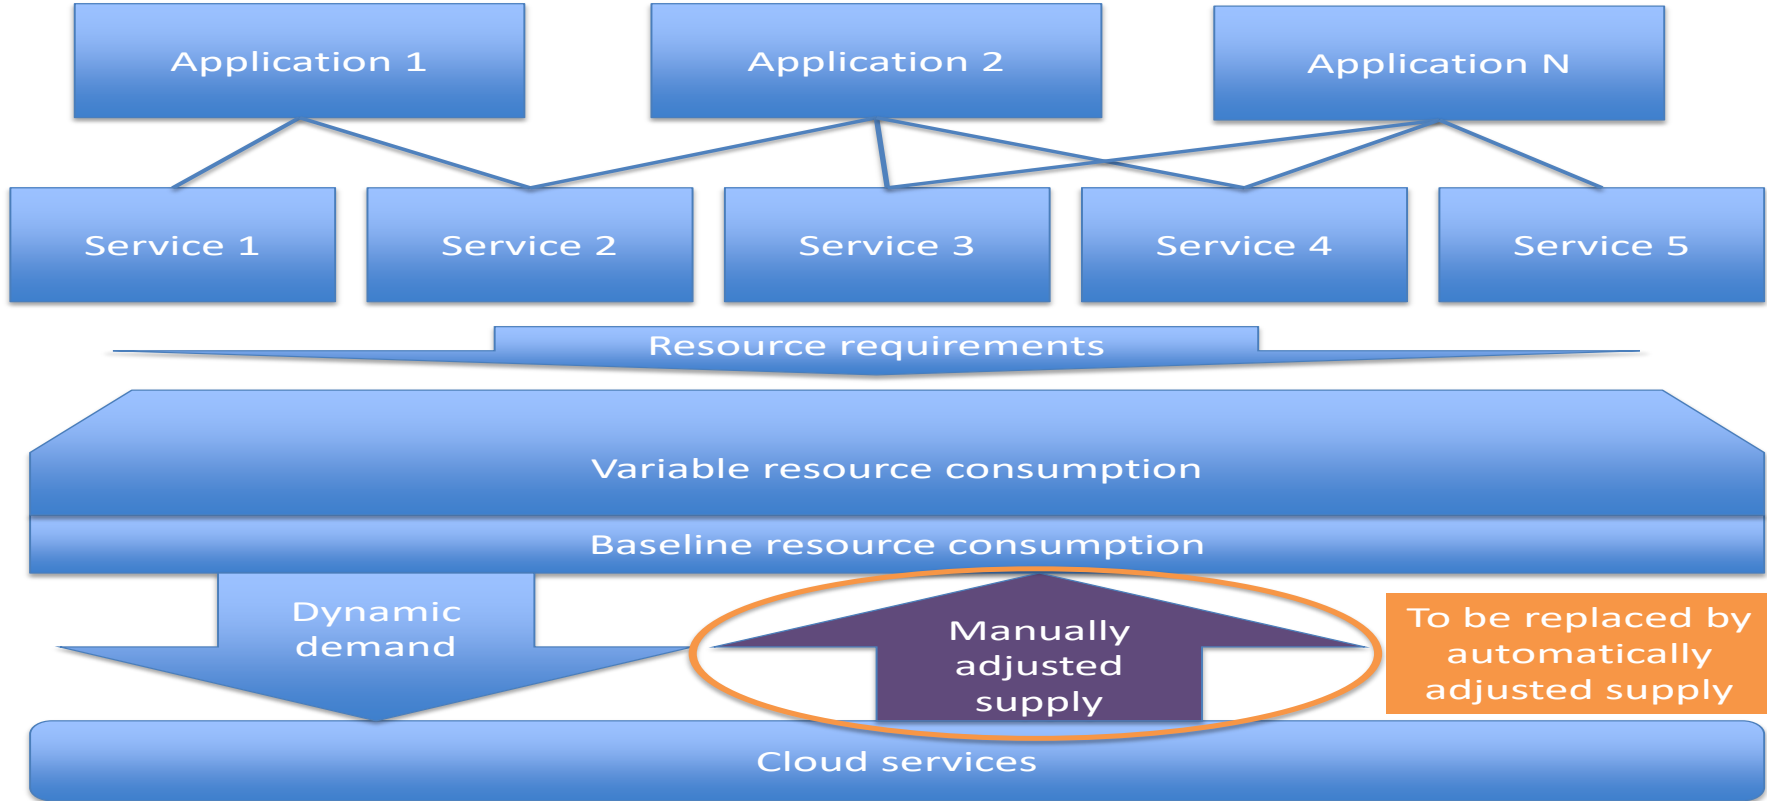 Application 1
Application 2
Application N
Service 1
Service 2
Service 3
Service 4
Service 5
Resource requirements
Variable resource consumption
Baseline resource consumption
Dynamic
demand
Manually
adjusted
supply
To be replaced by
automatically
adjusted supply
Cloud services